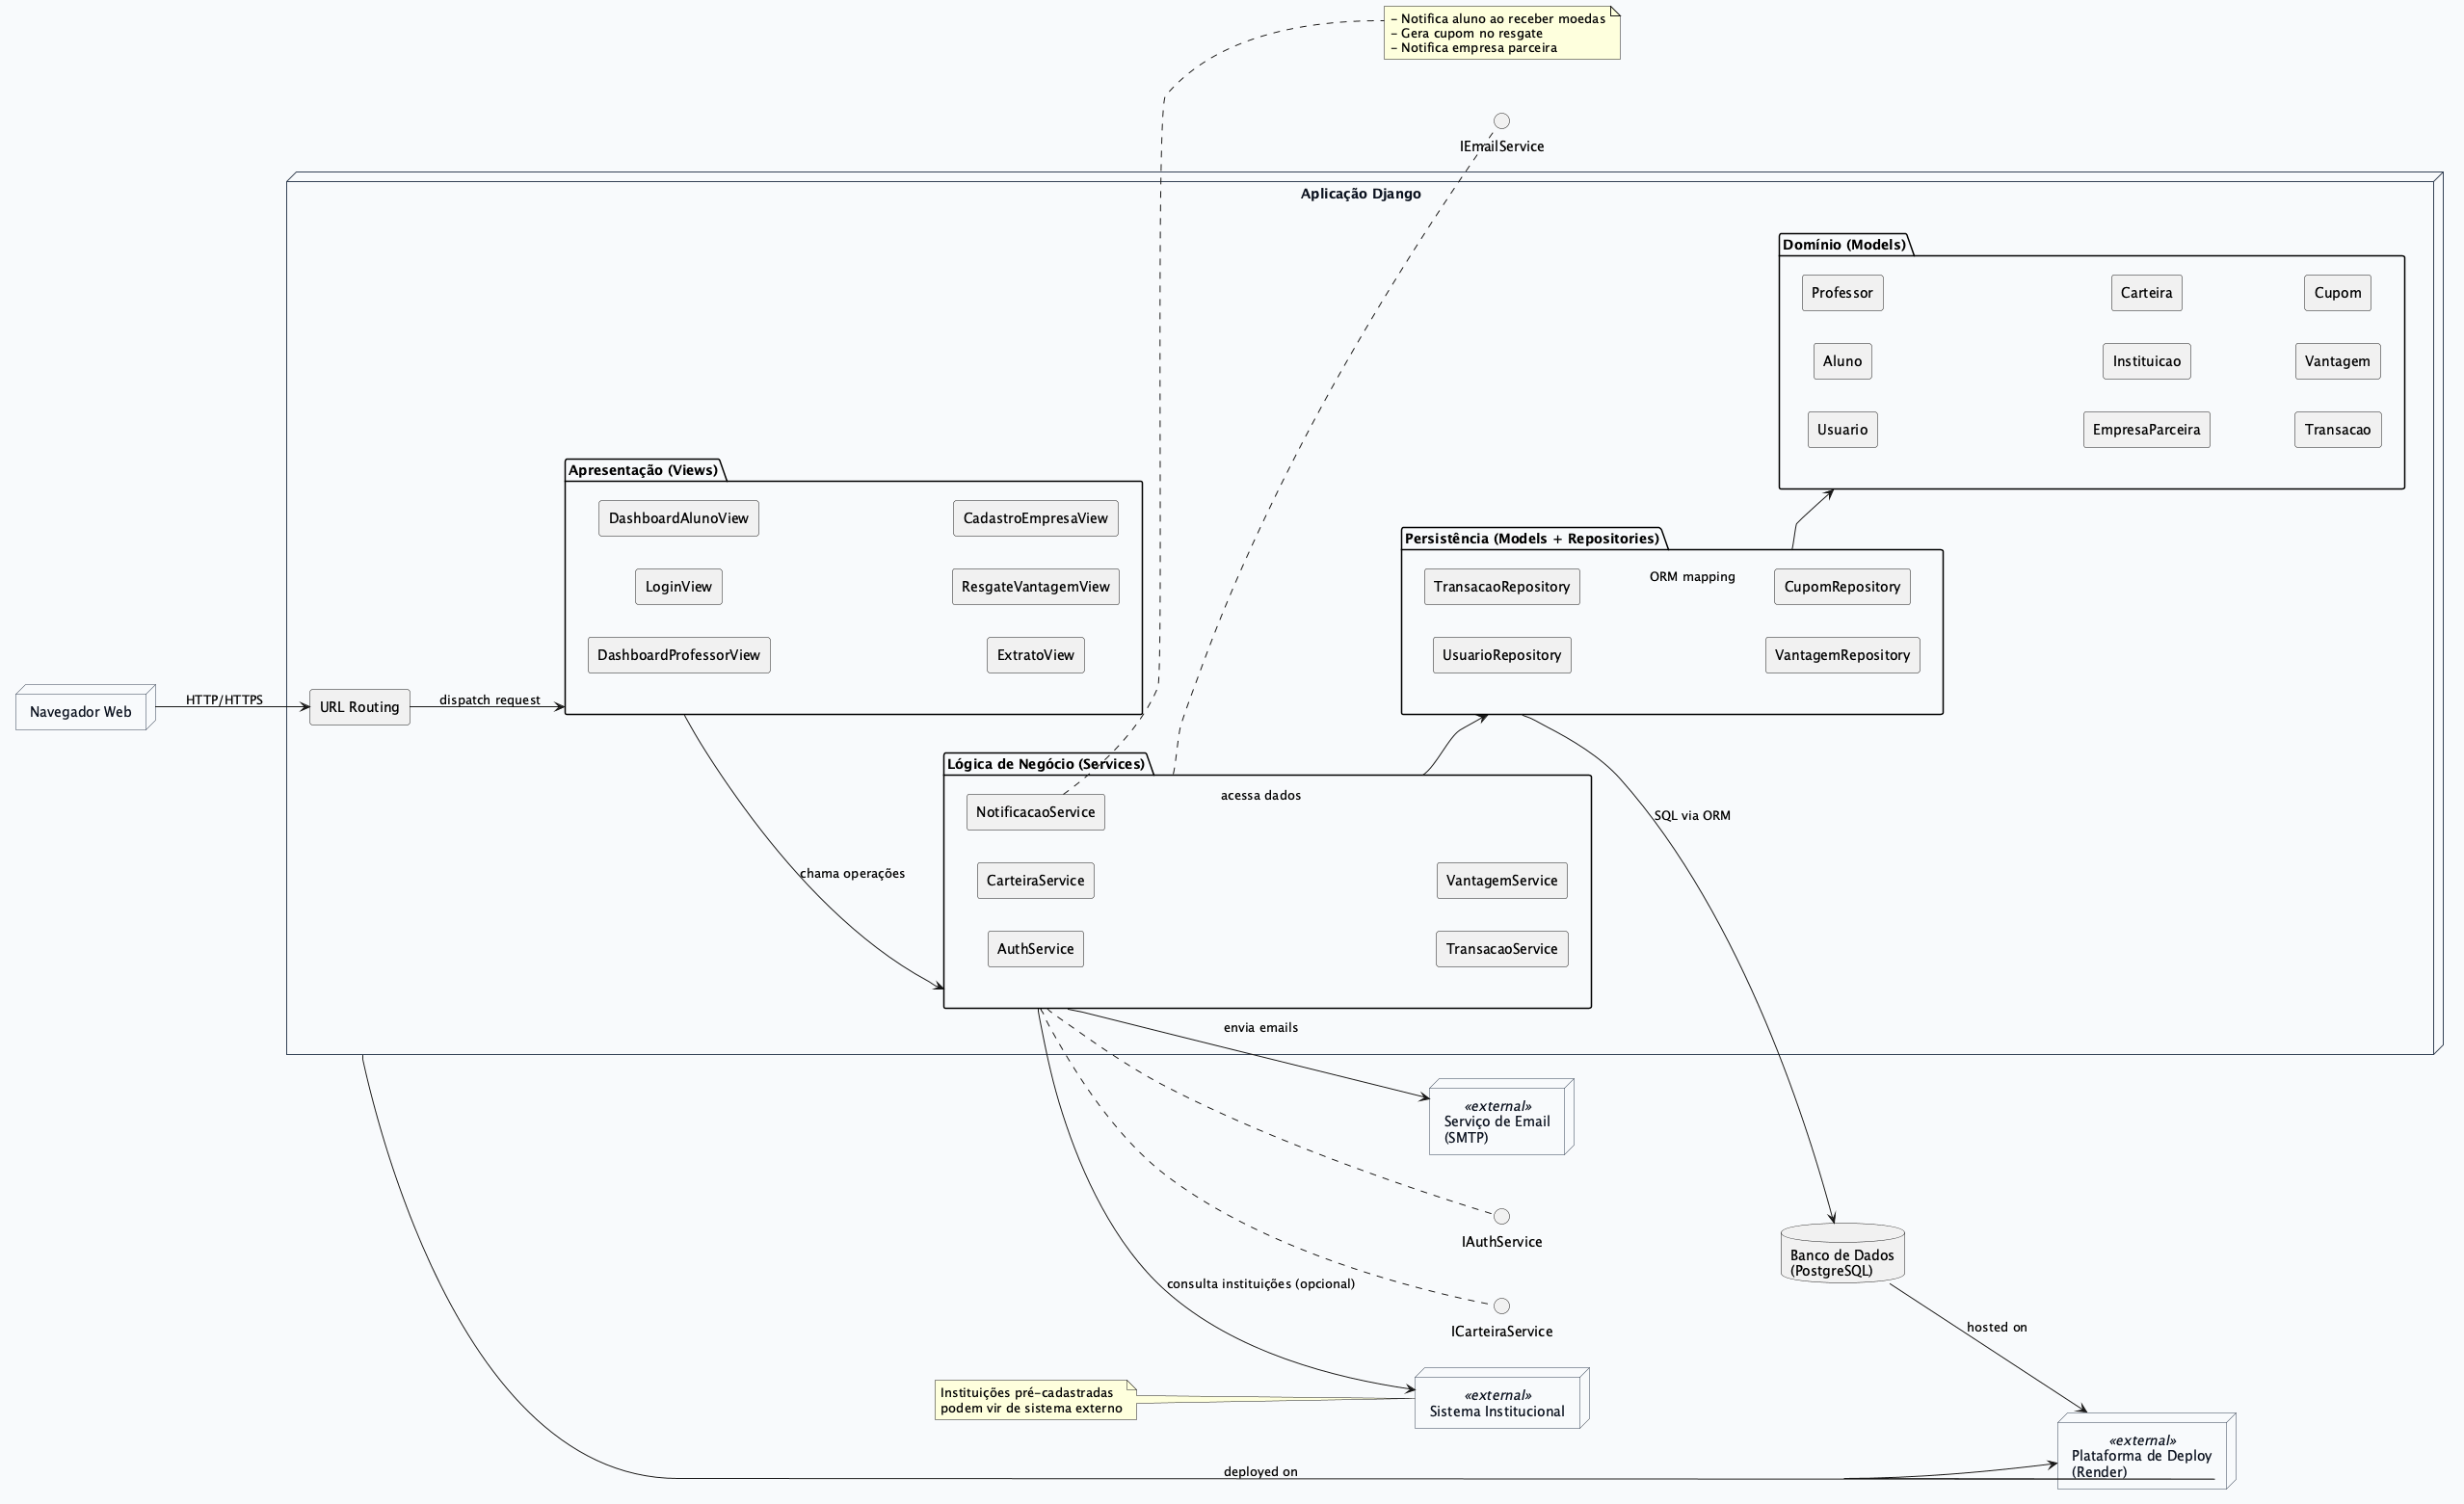 - Notifica aluno ao receber moedas
- Gera cupom no resgate
- Notifica empresa parceira
IEmailService
Aplicação Django
Domínio (Models)
Professor
Carteira
Cupom
Aluno
Instituicao
Vantagem
Usuario
EmpresaParceira
Transacao
Apresentação (Views)
DashboardAlunoView
CadastroEmpresaView
LoginView
ResgateVantagemView
DashboardProfessorView
ExtratoView
Persistência (Models + Repositories)
ORM mapping
TransacaoRepository
CupomRepository
UsuarioRepository
VantagemRepository
Navegador Web
HTTP/HTTPS
URL Routing
dispatch request
Lógica de Negócio (Services)
acessa dados
NotificacaoService
CarteiraService
VantagemService
AuthService
TransacaoService
chama operações
SQL via ORM
envia emails
«external»
Serviço de Email
(SMTP)
IAuthService
Banco de Dados
(PostgreSQL)
consulta instituições (opcional)
ICarteiraService
hosted on
Instituições pré-cadastradas
podem vir de sistema externo
«external»
Sistema Institucional
deployed on
«external»
Plataforma de Deploy
(Render)